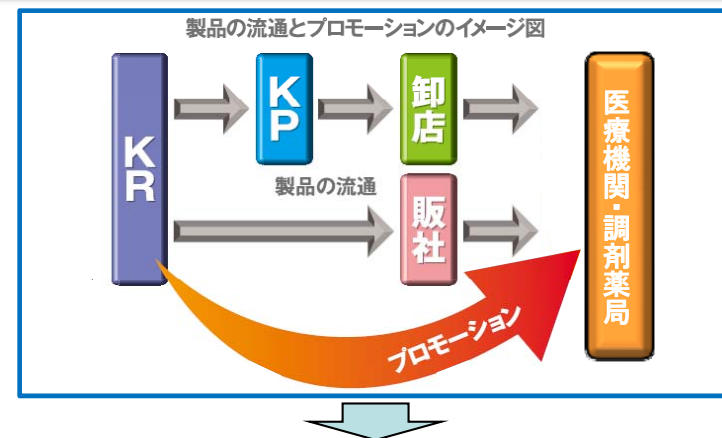 製品の流通とプロモーションのイメージ図
KR
KP
卸店
医療機関・調剤薬局
製品の流通
販社
プロモーション